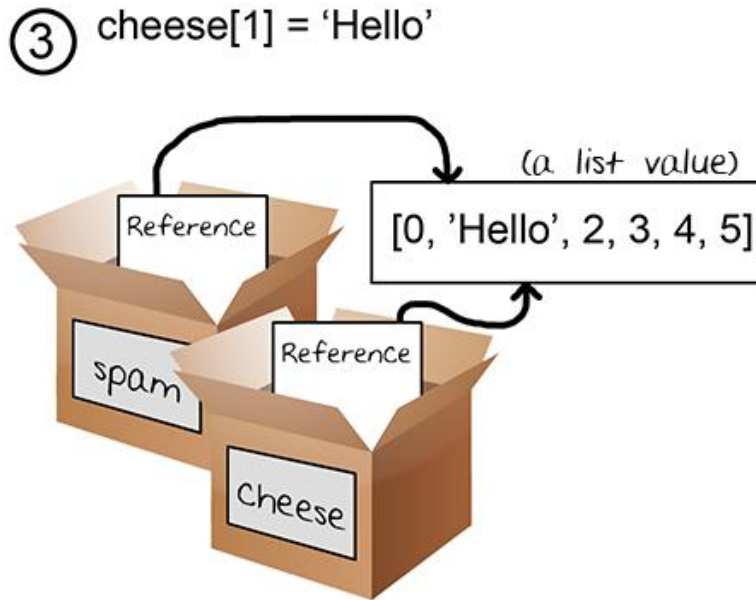 3 cheese[1] = ‘Hello’
(a list value)
[0, ’Hello’, 2, 3, 4, 5]
Reference
spam
Reference
Cheese